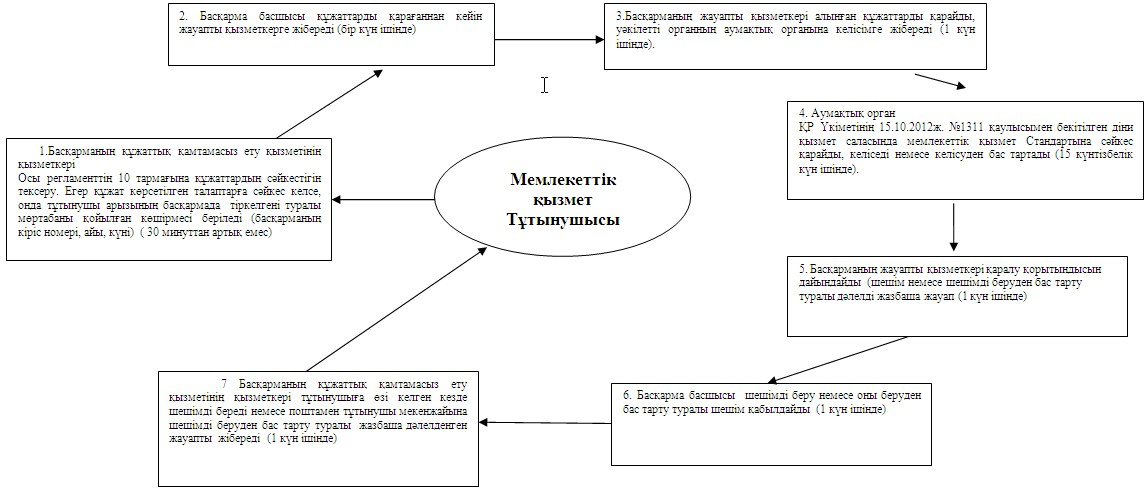 2. Басқарма басшысы құжаттарды қарағаннан кейін
жауапты қызметкерге жібереді (бір күн ішінде)
3.Басқарманың жауапты қызметкері алынған құжаттарды қарайды,
уәкілетті органның аумақтық органына келісімге жібереді (1 күн
ішінде).
4. Аумақтық орган
ҚР Үкіметінің 15.10.2012ж. №1311 қаулысымен бекітілген діни
қызмет саласында мемлекеттік қызмет Стандартына сәйкес
қарайды, келіседі немесе келісуден бас тартады (15 күнтізбелік
күн ішінде).
1.Басқарманың құжаттық қамтамасыз ету қызметінің
қызметкері
Осы регламенттің 10 тармағына құжаттардың сәйкестігін
тексеру. Егер құжат көрсетілген талаптарға сәйкес келсе,
онда тұтынушы арызының басқармада тіркелгені туралы
мөртабаны қойылған көшірмесі беріледі (басқарманың
кіріс номері, айы, күні) ( 30 минуттан артық емес)
Мемлекеттік
қызмет
Тұтынушысы
5. Басқарманың жауапты қызметкері қаралу қорытындысын
дайындайды (шешім немесе шешімді беруден бас тарту
туралы дәлелді жазбаша жауап (1 күн ішінде)
7 Басқарманың құжаттық қамтамасыз ету
қызметінің қызметкері тұтынушыға өзі келген кезде
шешімді береді немесе поштамен тұтынушы мекенжайына
шешімді беруден бас тарту туралы жазбаша дәлелденген
жауапты жібереді (1 күн ішінде)
6. Басқарма басшысы шешімді беру немесе оны беруден
бас тарту туралы шешім қабылдайды (1 күн ішінде)